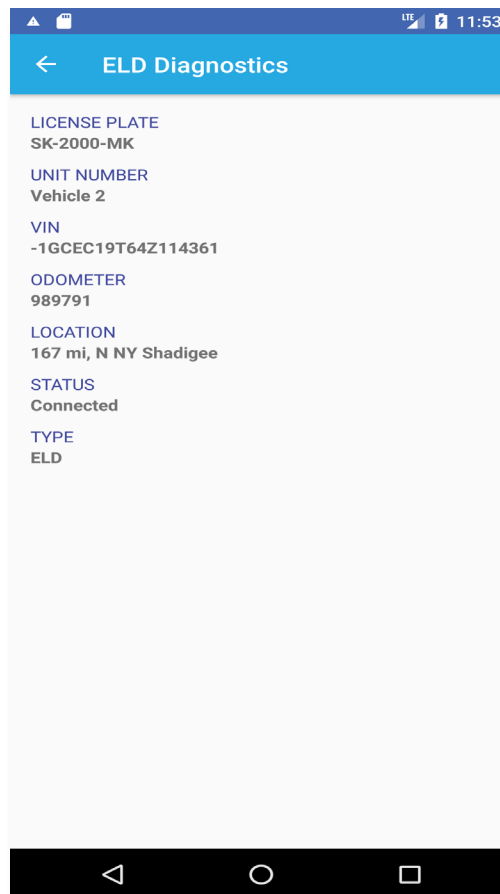 LTE 11:53
ELD Diagnostics
LICENSE PLATE
SK-2000-MK
UNIT NUMBER
Vehicle 2
VIN
-1GCEC19T64Z114361
ODOMETER
989791
LOCATION
167 mi, N NY Shadigee
STATUS
Connected
TYPE
ELD